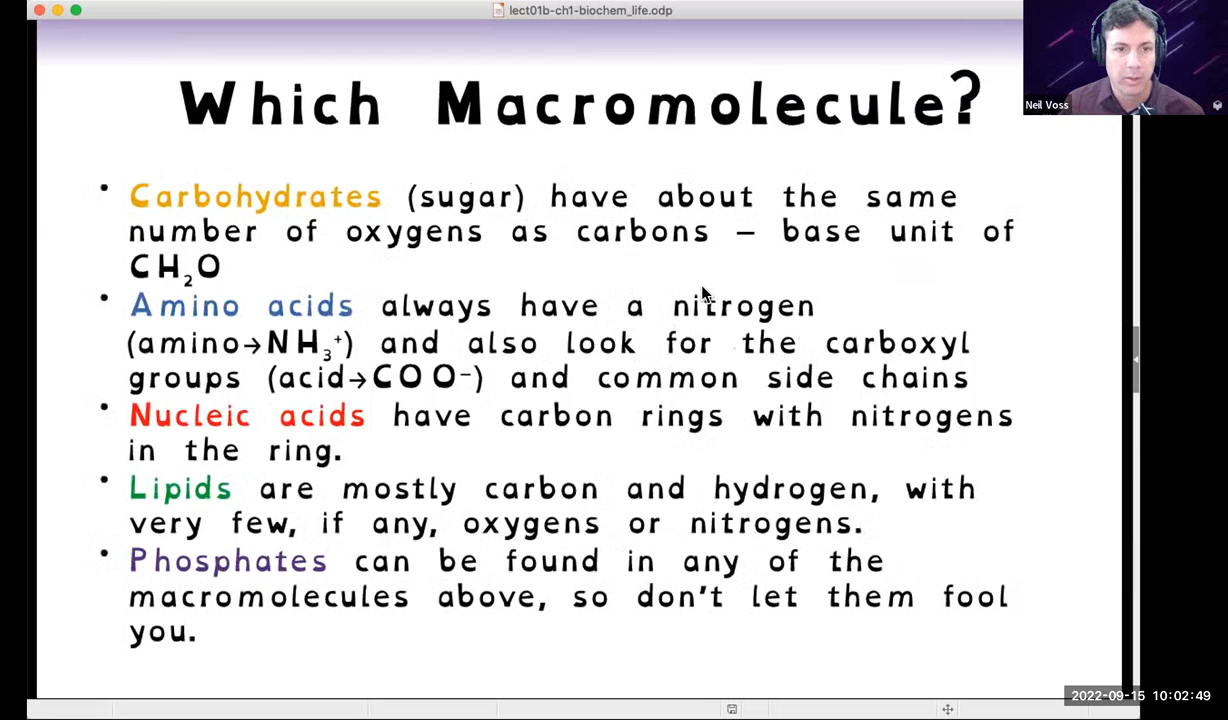 lect01b-ch1-biochem_life.odp
Which Macromolecule?
Neil Voss
• Carbohydrates (sugar) have about the same
number of oxygens as carbons – base unit of
CH₂O
• Amino acids always have a nitrogen
(amino→NH₃⁺) and also look for the carboxyl
groups (acid→COO⁻) and common side chains
• Nucleic acids have carbon rings with nitrogens
in the ring.
• Lipids are mostly carbon and hydrogen, with
very few, if any, oxygens or nitrogens.
• Phosphates can be found in any of the
macromolecules above, so don't let them fool
you.
2022-09-15 10:02:49